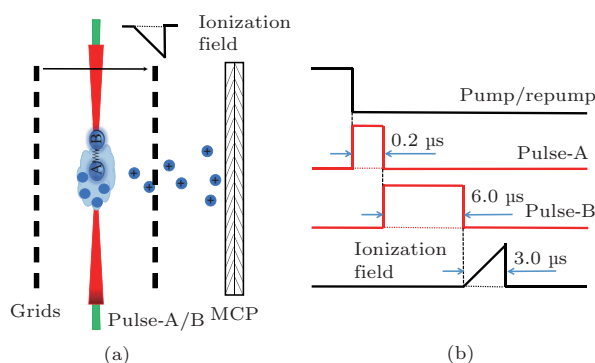 Ionization
field
B
A
+ + + + + + + +
Grids
Pulse-A/B
MCP
(a)
Pump/repump
0.2 µs
Pulse-A
6.0 µs
Pulse-B
Ionization
field
3.0 µs
(b)